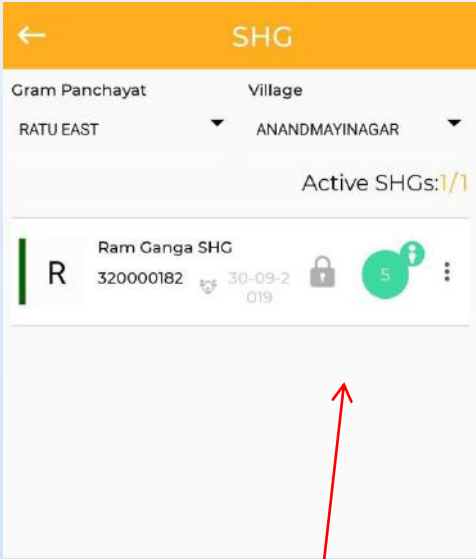 SHG
Gram Panchayat Village
RATU EAST ANANDMAYINAGAR
Active SHGs:1/1
R
Ram Ganga SHG
320000182 30-09-2
019
5